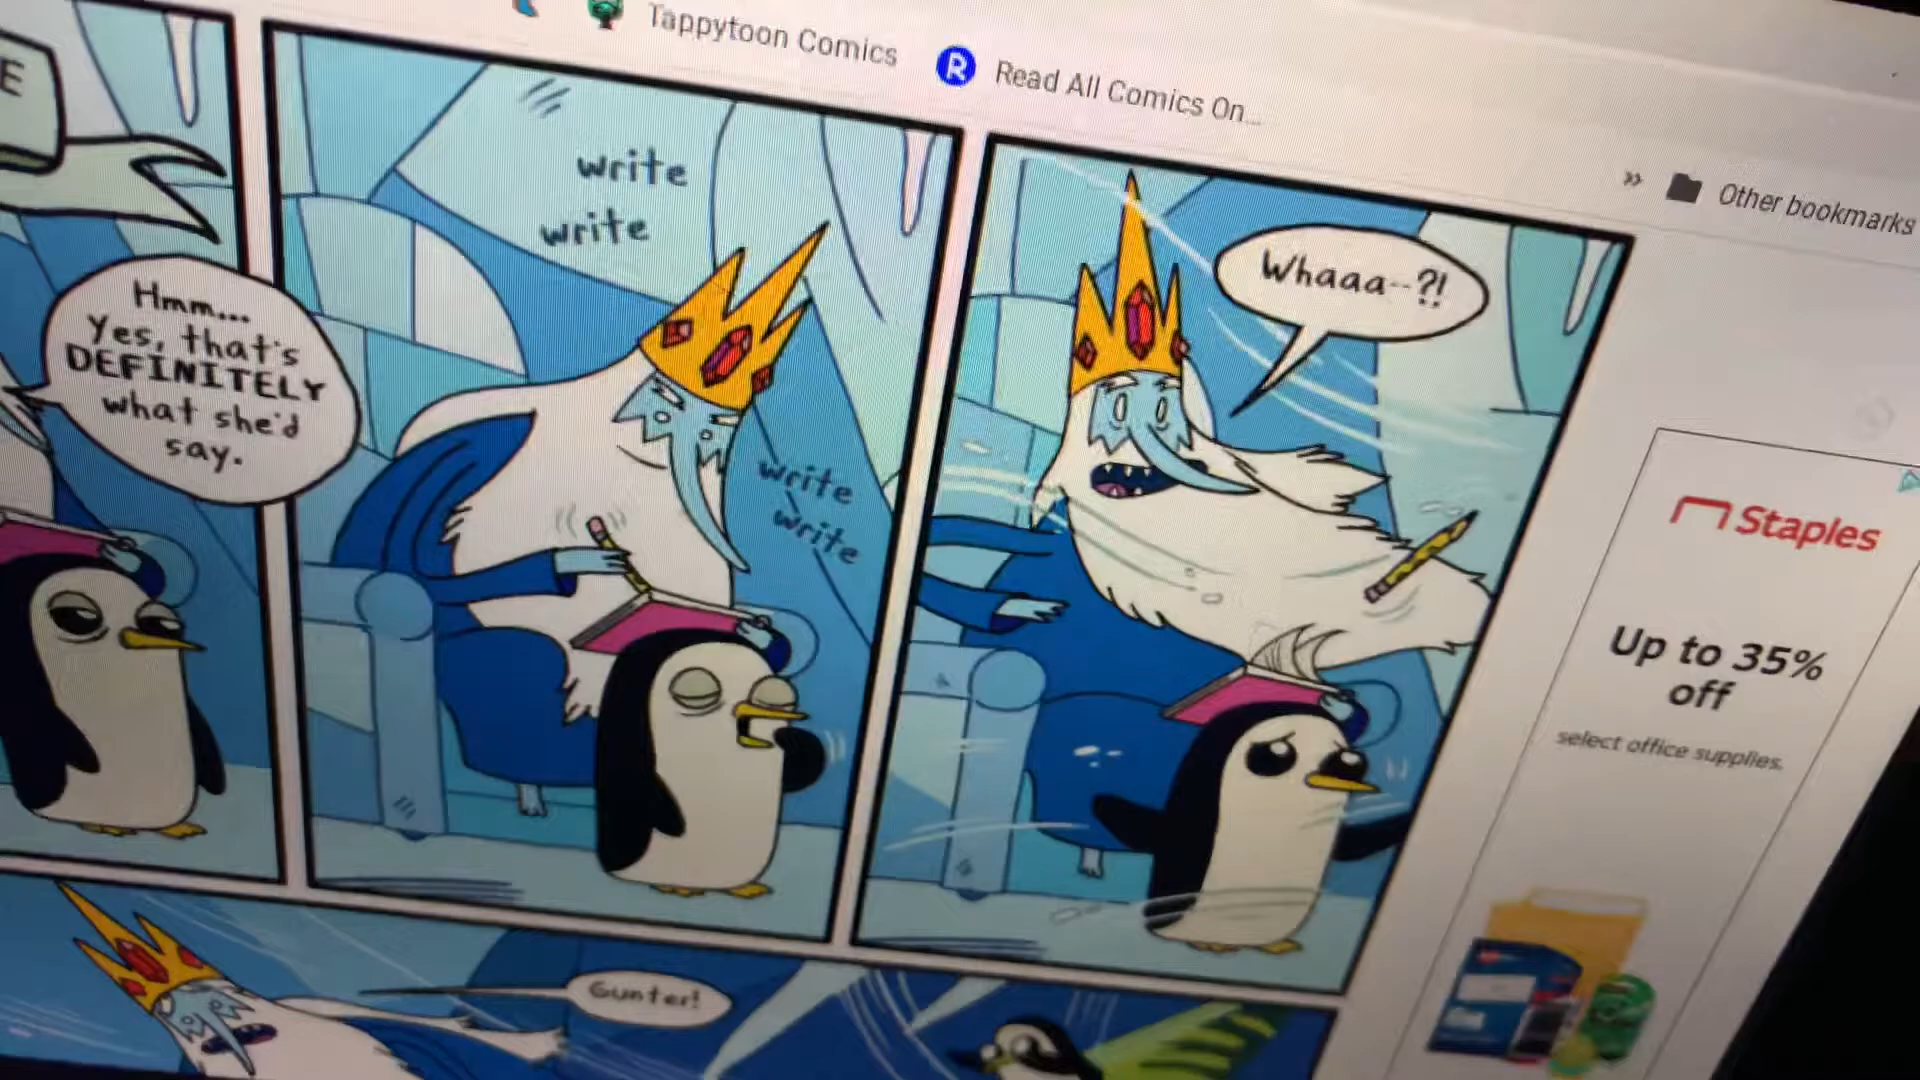 Tappytoon Comics
Read All Comics On...
Other bookmarks
E
Hmm...
Yes, that's
DEFINITELY
what she'd
say.
write
write
write
write
Whaaa--?!
Gunter!
Staples
Up to 35%
off
select office supplies.